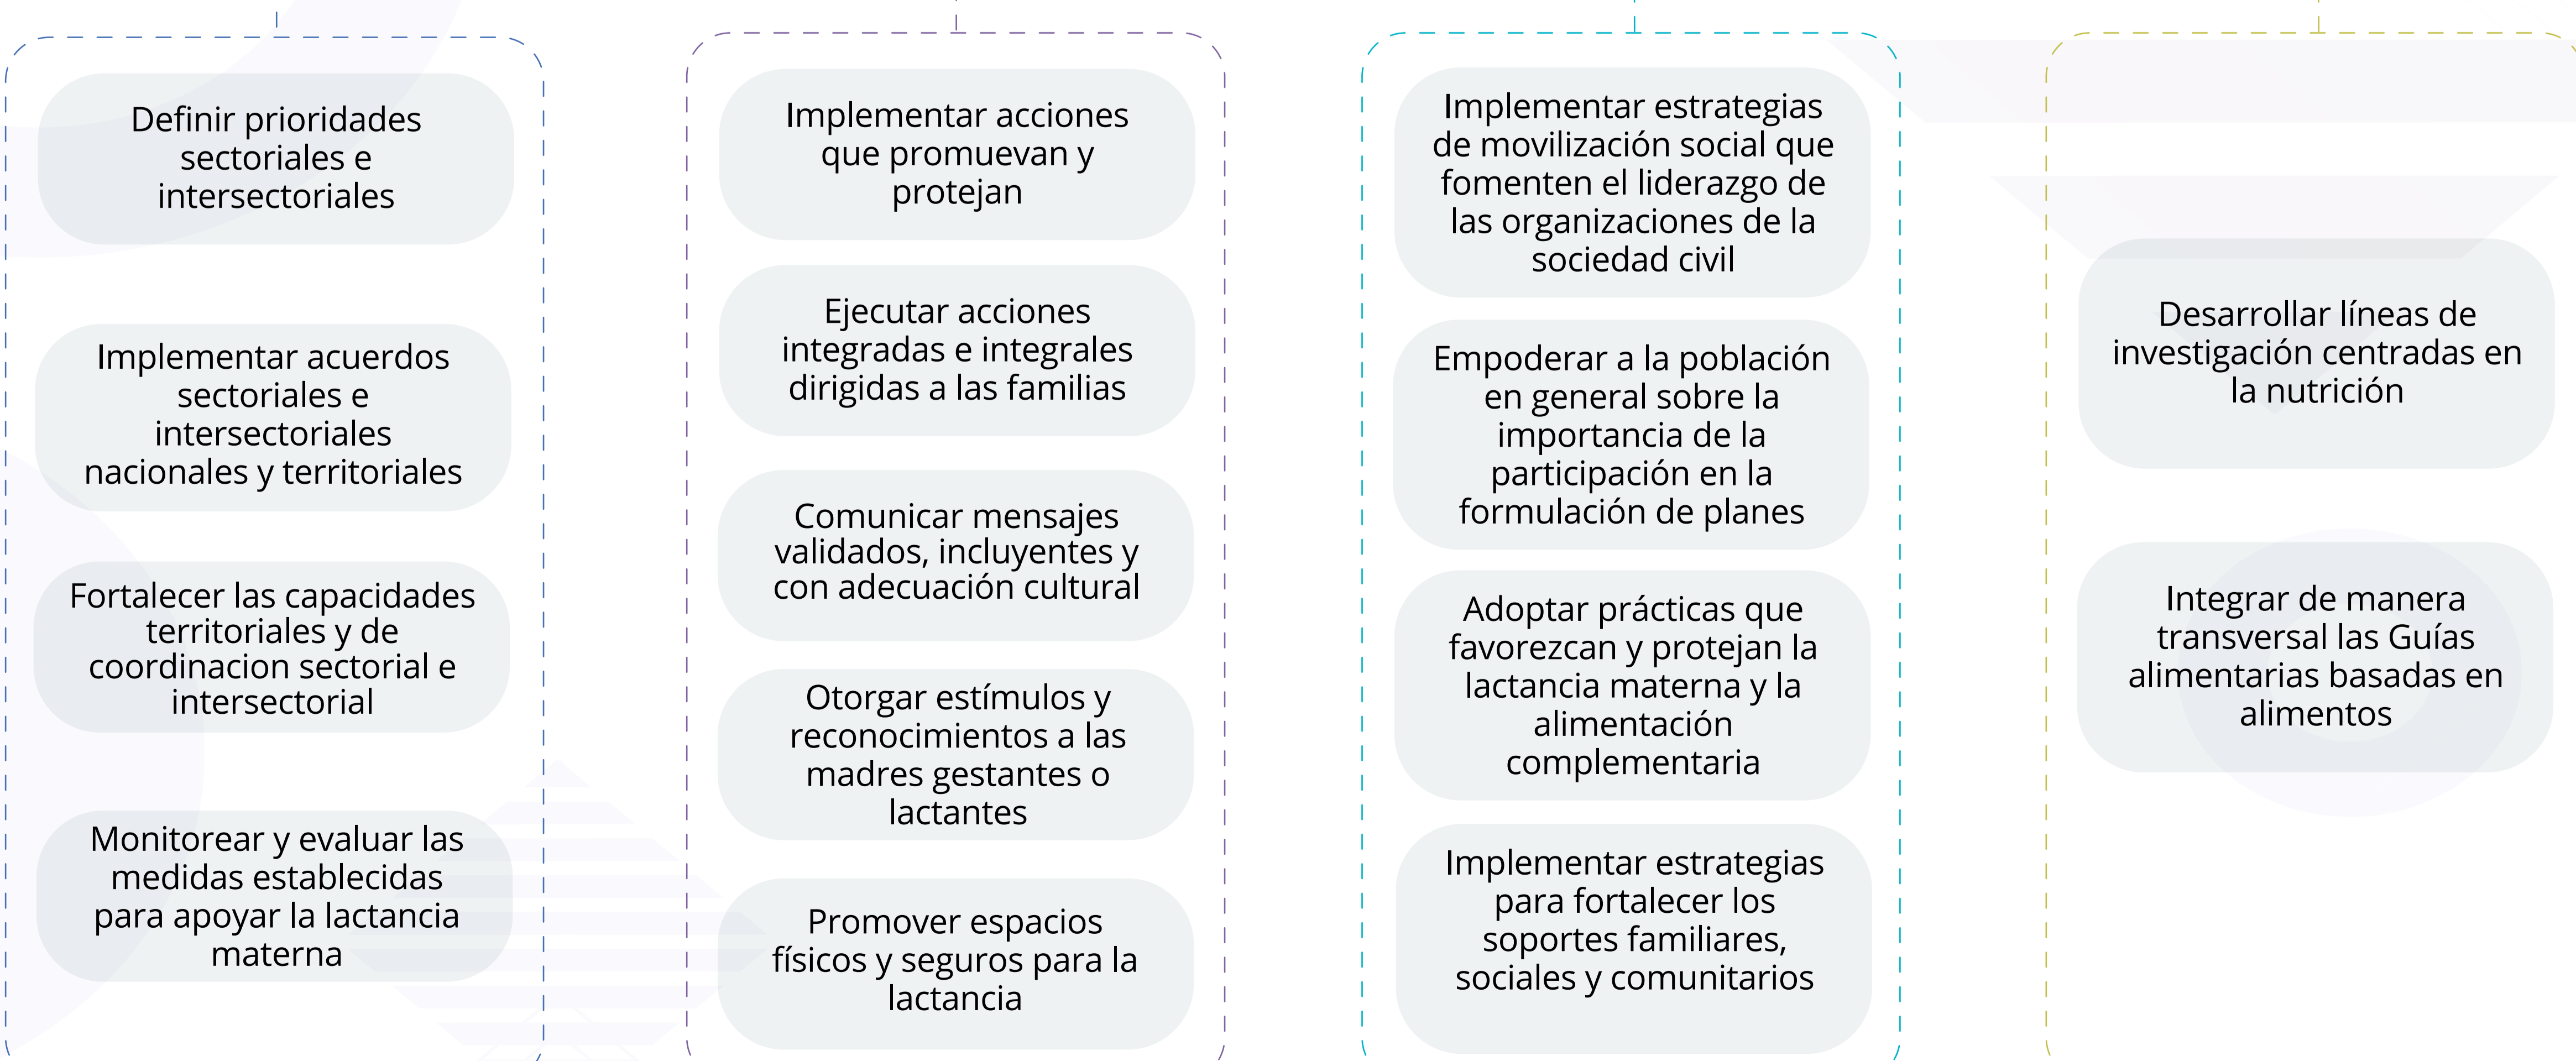 Definir prioridades
sectoriales e
intersectoriales
Implementar acuerdos
sectoriales e
intersectoriales
nacionales y territoriales
Fortalecer las capacidades
territoriales y de
coordinacion sectorial e
intersectorial
Monitorear y evaluar las
medidas establecidas
para apoyar la lactancia
materna
Implementar acciones
que promuevan y
protejan
Ejecutar acciones
integradas e integrales
dirigidas a las familias
Comunicar mensajes
validados, incluyentes y
con adecuación cultural
Otorgar estímulos y
reconocimientos a las
madres gestantes o
lactantes
Promover espacios
físicos y seguros para la
lactancia
Implementar estrategias
de movilización social que
fomenten el liderazgo de
las organizaciones de la
sociedad civil
Empoderar a la población
en general sobre la
importancia de la
participación en la
formulación de planes
Adoptar prácticas que
favorezcan y protejan la
lactancia materna y la
alimentación
complementaria
Implementar estrategias
para fortalecer los
soportes familiares,
sociales y comunitarios
Desarrollar líneas de
investigación centradas en
la nutrición
Integrar de manera
transversal las Guías
alimentarias basadas en
alimentos